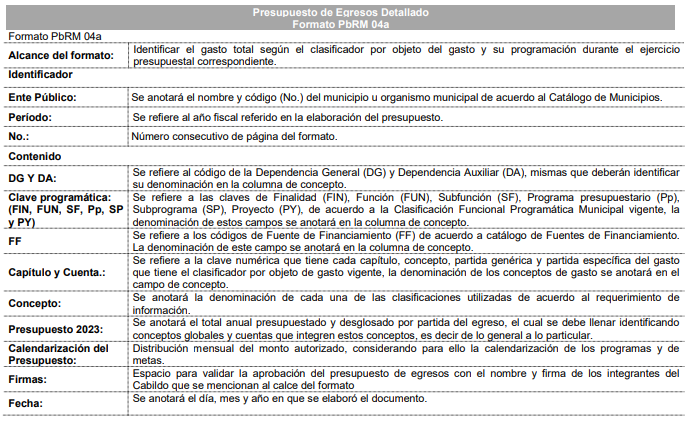 Presupuesto de Egresos Detallado
Formato PbRM 04a
Formato PbRM 04a
Alcance del formato: Identificar el gasto total según el clasificador por objeto del gasto y su programación durante el ejercicio
presupuestal correspondiente.
Identificador
Ente Público: Se anotará el nombre y código (No.) del municipio u organismo municipal de acuerdo al Catálogo de Municipios.
Período: Se refiere al año fiscal referido en la elaboración del presupuesto.
No.: Número consecutivo de página del formato.
Contenido
DG Y DA: Se refiere al código de la Dependencia General (DG) y Dependencia Auxiliar (DA), mismas que deberán identificar
su denominación en la columna de concepto.
Clave programática: Se refiere a las claves de Finalidad (FIN), Función (FUN), Subfunción (SF), Programa presupuestario (Pp),
(FIN, FUN, SF, Pp, SP Subprograma (SP), Proyecto (PY), de acuerdo a la Clasificación Funcional Programática Municipal vigente, la
y PY) denominación de estos campos se anotará en la columna de concepto.
FF Se refiere a los códigos de Fuente de Financiamiento (FF) de acuerdo a catálogo de Fuentes de Financiamiento.
La denominación de este campo se anotará en la columna de concepto.
Capítulo y Cuenta.: Se refiere a la clave numérica que tiene cada capítulo, concepto, partida genérica y partida específica del gasto
que tiene el clasificador por objeto de gasto vigente, la denominación de los conceptos de gasto se anotará en el
campo de concepto.
Concepto: Se anotará la denominación de cada una de las clasificaciones utilizadas de acuerdo al requerimiento de
información.
Presupuesto 2023: Se anotará el total anual presupuestado y desglosado por partida del egreso, el cual se debe llenar identificando
conceptos globales y cuentas que integren estos conceptos, es decir de lo general a lo particular.
Calendarización del Distribución mensual del monto autorizado, considerando para ello la calendarización de los programas y de
Presupuesto: metas.
Firmas: Espacio para validar la aprobación del presupuesto de egresos con el nombre y firma de los integrantes del
Cabildo que se mencionan al calce del formato
Fecha: Se anotará el día, mes y año en que se elaboró el documento.